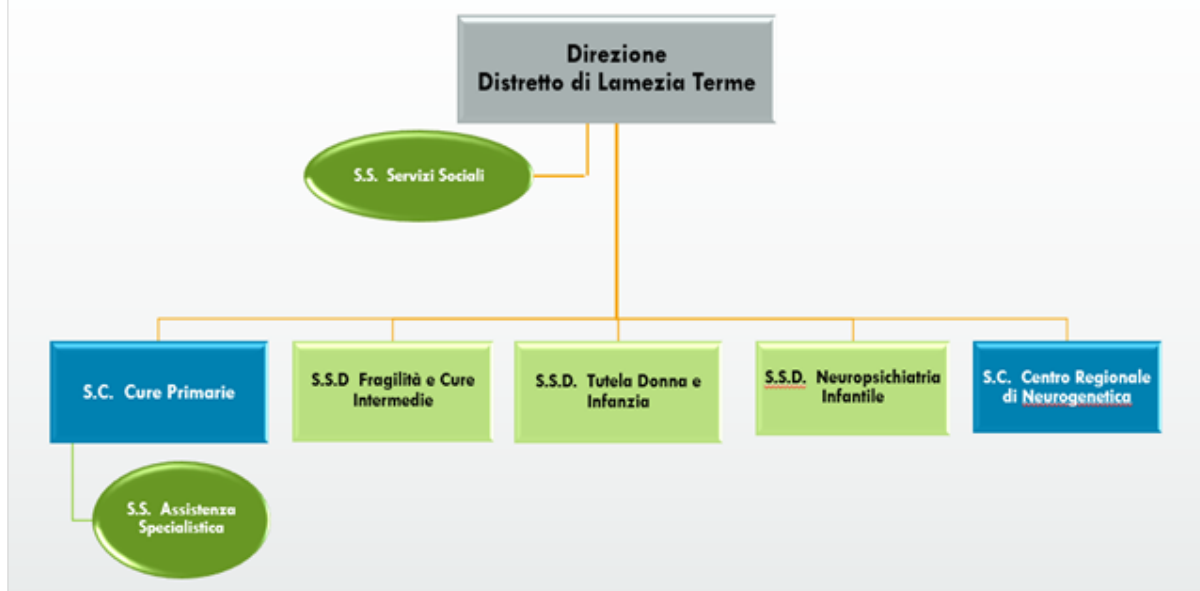 Direzione
Distretto di Lamezia Terme
S.S. Servizi Sociali
S.C. Cure Primarie
S.S.D Fragilità e Cure
Intermedie
S.S.D. Tutela Donna e
Infanzia
S.S.D. Neuropsichiatria
Infantile
S.C. Centro Regionale
di Neurogenetica
S.S. Assistenza
Specialistica